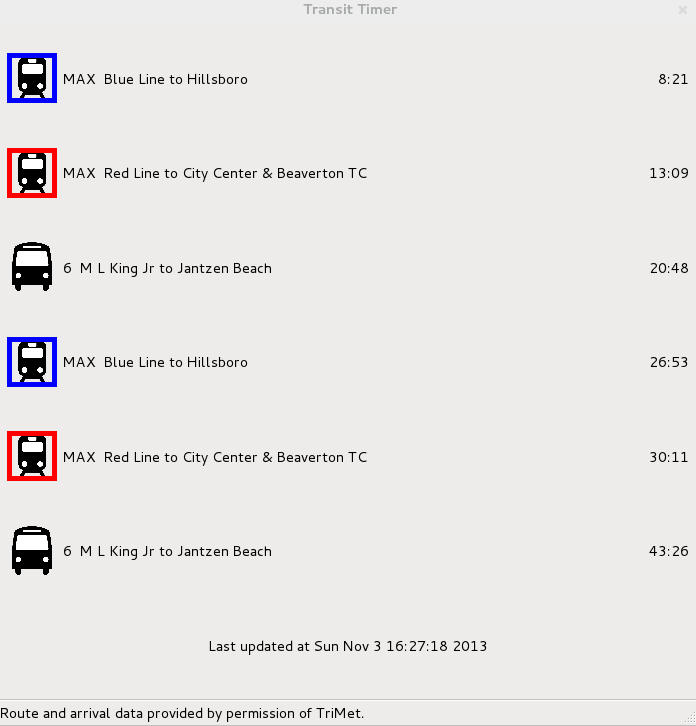 Transit Timer
MAX Blue Line to Hillsboro 8:21
MAX Red Line to City Center & Beaverton TC 13:09
6 M L King Jr to Jantzen Beach 20:48
MAX Blue Line to Hillsboro 26:53
MAX Red Line to City Center & Beaverton TC 30:11
6 M L King Jr to Jantzen Beach 43:26
Last updated at Sun Nov 3 16:27:18 2013
Route and arrival data provided by permission of TriMet.